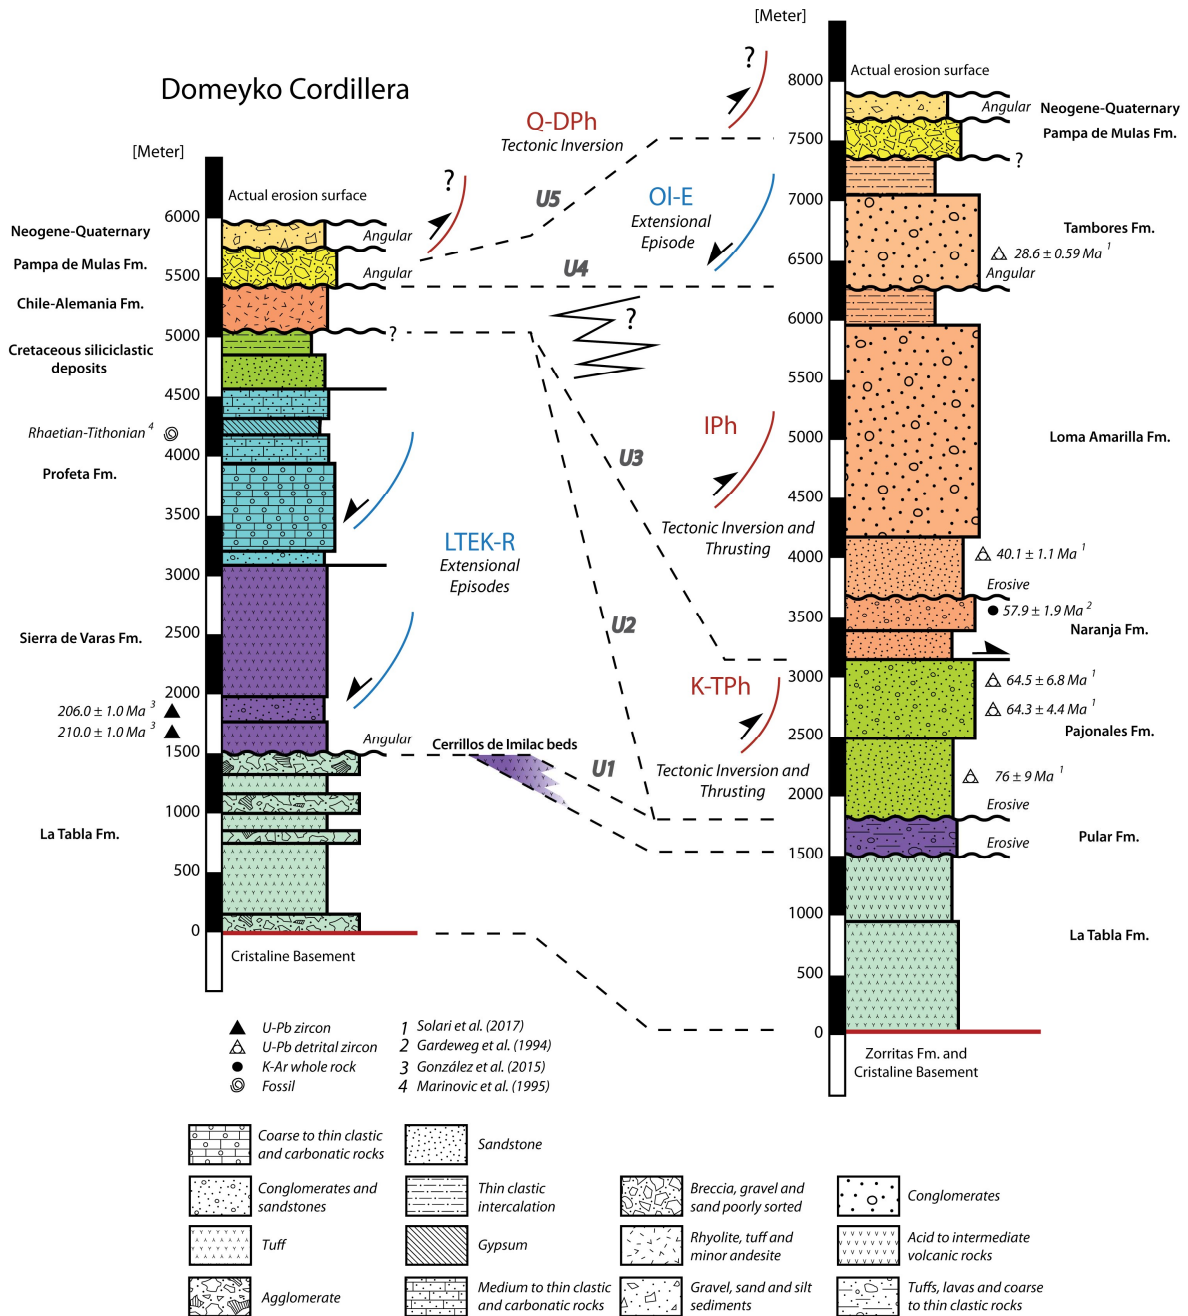 Domeyko Cordillera
[Meter]
Actual erosion surface
6000
5500
5000
4500
4000
3500
3000
2500
2000
1500
1000
500
0
Neogene-Quaternary
Angular
Pampa de Mulas Fm.
Angular
Chile-Alemania Fm.
?
Cretaceous siliciclastic
deposits
Rhaetian-Tithonian 4
Profeta Fm.
Sierra de Varas Fm.
206.0 ± 1.0 Ma 3
210.0 ± 1.0 Ma 3
Angular
La Tabla Fm.
Cristaline Basement
?
Q-DPh
Tectonic Inversion
?
U5
Ol-E
Extensional
Episode
U4
?
IPh
U3
Tectonic Inversion and
Thrusting
LTEK-R
Extensional
Episodes
U2
K-TPh
Cerrillos de Imilac beds
U1
Tectonic Inversion and
Thrusting
[Meter]
8000
7500
7000
6500
6000
5500
5000
4500
4000
3500
3000
2500
2000
1500
1000
500
0
Actual erosion surface
Angular
Neogene-Quaternary
Pampa de Mulas Fm.
?
Tambores Fm.
28.6 ± 0.59 Ma 1
Angular
Loma Amarilla Fm.
40.1 ± 1.1 Ma 1
Erosive
57.9 ± 1.9 Ma 2
Naranja Fm.
64.5 ± 6.8 Ma 1
64.3 ± 4.4 Ma 1
Pajonales Fm.
76 ± 9 Ma 1
Erosive
Pular Fm.
Erosive
La Tabla Fm.
Zorritas Fm. and
Cristaline Basement
U-Pb zircon
U-Pb detrital zircon
K-Ar whole rock
Fossil
1 Solari et al. (2017)
2 Gardeweg et al. (1994)
3 González et al. (2015)
4 Marinovic et al. (1995)
Coarse to thin clastic
and carbonatic rocks
Sandstone
Conglomerates and
sandstones
Thin clastic
intercalation
Breccia, gravel and
sand poorly sorted
Conglomerates
Tuff
Gypsum
Rhyolite, tuff and
minor andesite
Acid to intermediate
volcanic rocks
Agglomerate
Medium to thin clastic
and carbonatic rocks
Gravel, sand and silt
sediments
Tuffs, lavas and coarse
to thin clastic rocks